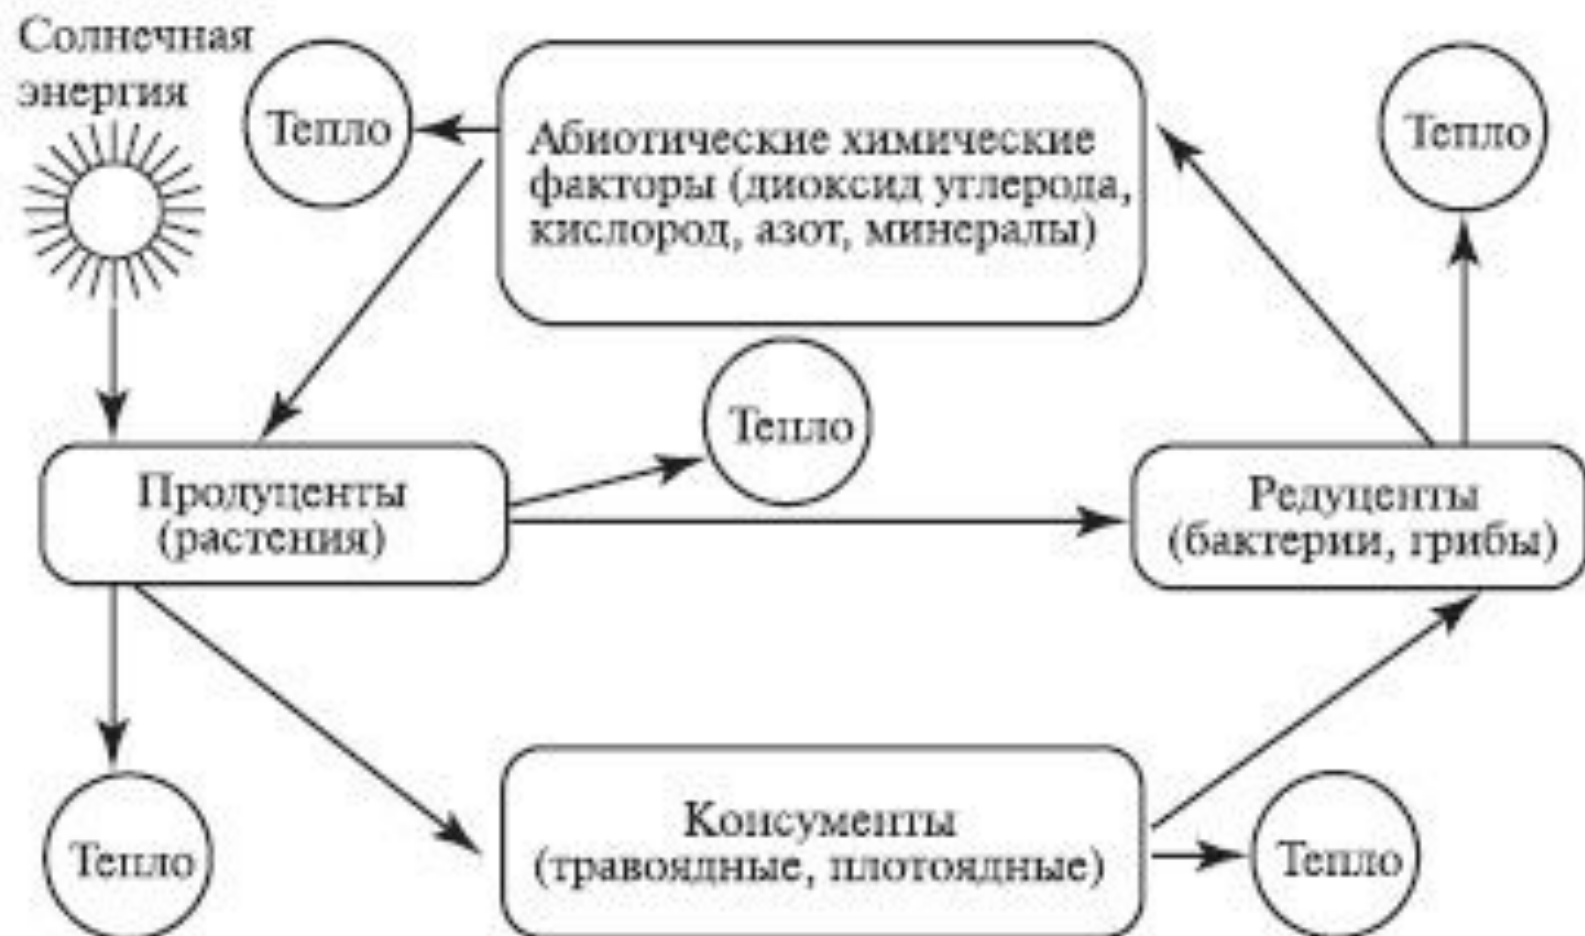 Солнечная
энергия
Тепло
Абиотические химические
факторы (диоксид углерода,
кислород, азот, минералы)
Тепло
Тепло
Продуценты
(растения)
Редуценты
(бактерии, грибы)
Тепло
Консументы
(травоядные, плотоядные)
Тепло